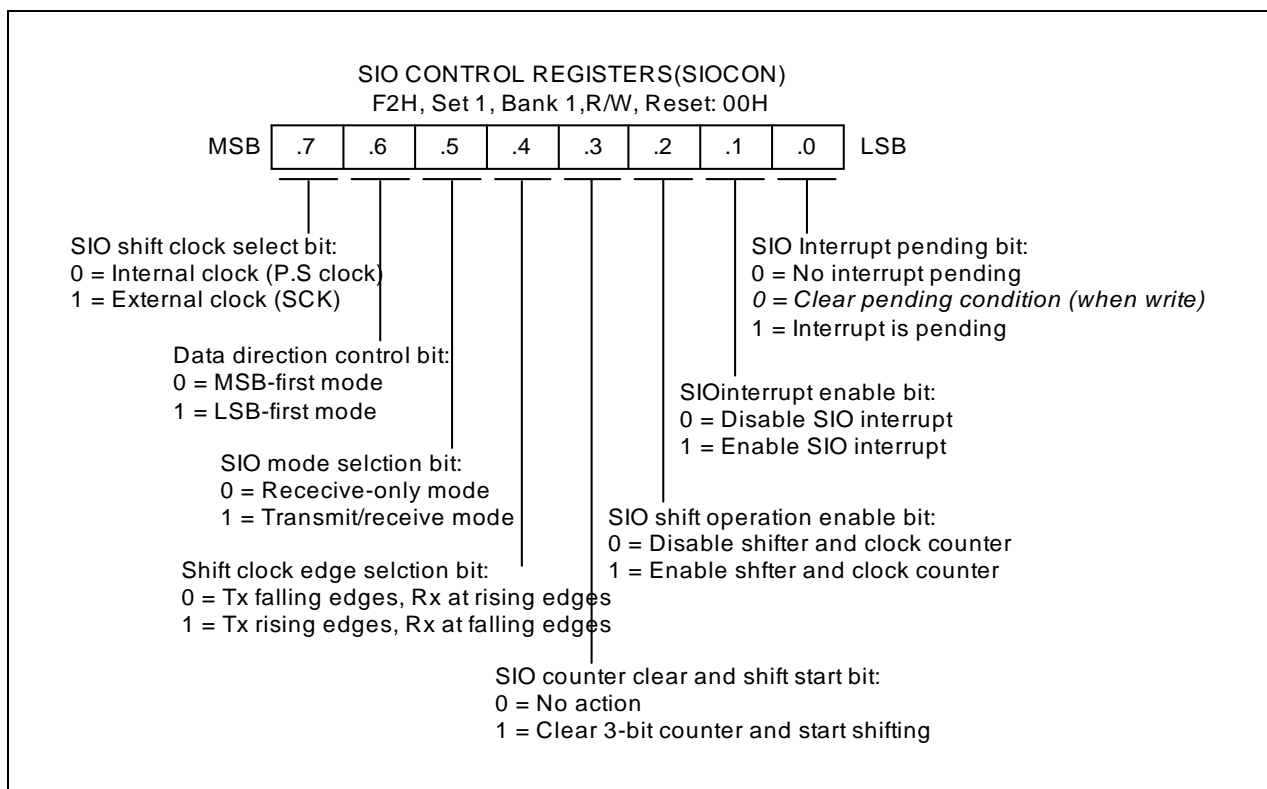 SIO CONTROL REGISTERS(SIOCON)
F2H, Set 1, Bank 1,R/W, Reset: 00H
MSB .7 .6 .5 .4 .3 .2 .1 .0 LSB
SIO shift clock select bit:
0 = Internal clock (P.S clock)
1 = External clock (SCK)
SIO Interrupt pending bit:
0 = No interrupt pending
0 = Clear pending condition (when write)
1 = Interrupt is pending
Data direction control bit:
0 = MSB-first mode
1 = LSB-first mode
SIOinterrupt enable bit:
0 = Disable SIO interrupt
1 = Enable SIO interrupt
SIO mode selction bit:
0 = Rececive-only mode
1 = Transmit/receive mode
SIO shift operation enable bit:
0 = Disable shifter and clock counter
1 = Enable shfter and clock counter
Shift clock edge selction bit:
0 = Tx falling edges, Rx at rising edges
1 = Tx rising edges, Rx at falling edges
SIO counter clear and shift start bit:
0 = No action
1 = Clear 3-bit counter and start shifting